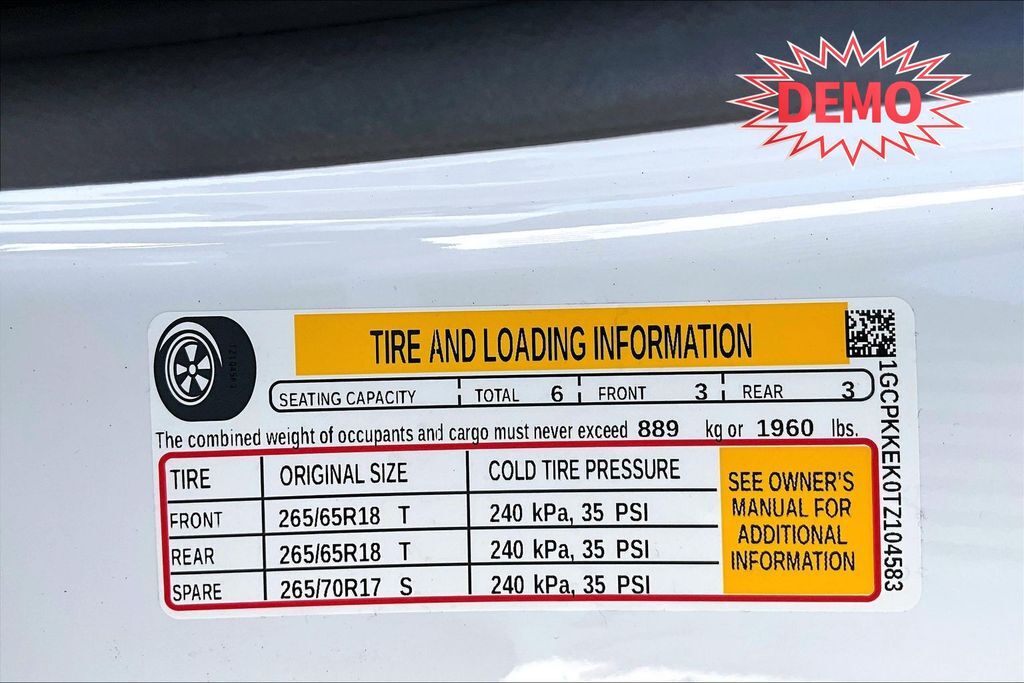 DEMO
TIRE AND LOADING INFORMATION
SEATING CAPACITY TOTAL 6 FRONT 3 REAR 3
The combined weight of occupants and cargo must never exceed 889 kg or 1960 lbs.
TIRE ORIGINAL SIZE COLD TIRE PRESSURE
FRONT 265/65R18 T 240 kPa, 35 PSI
REAR 265/65R18 T 240 kPa, 35 PSI
SPARE 265/70R17 S 240 kPa, 35 PSI
SEE OWNER'S
MANUAL FOR
ADDITIONAL
INFORMATION
1GCPKKEK0TZ104583